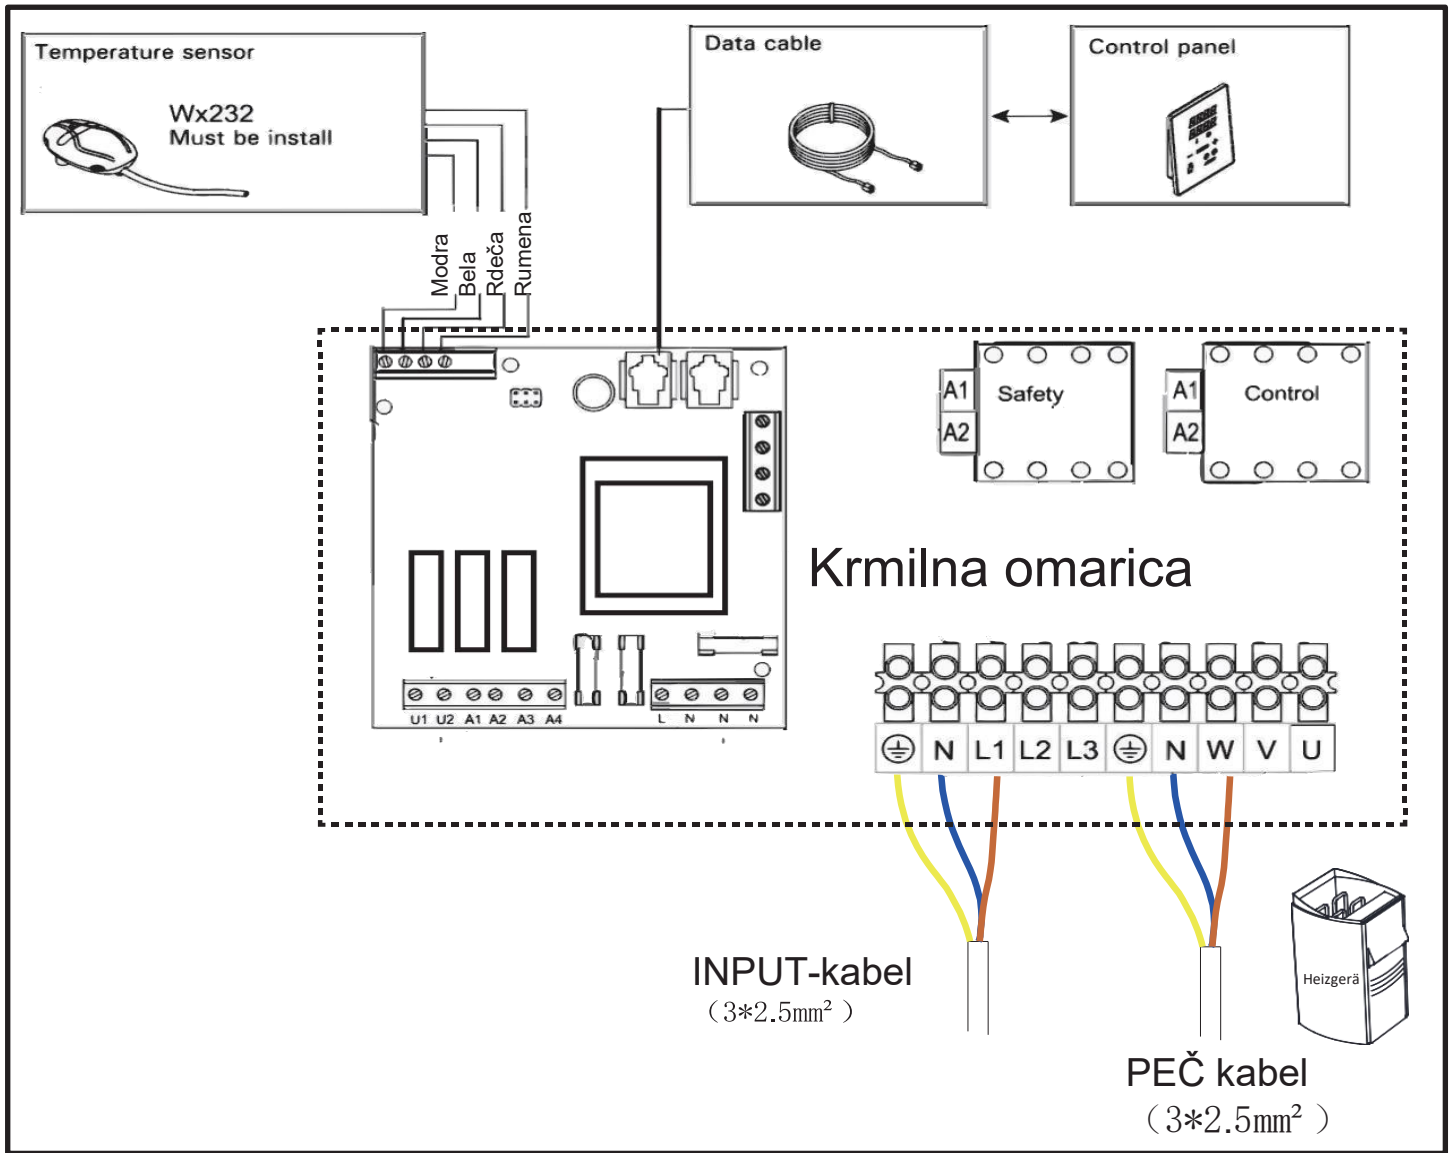 Temperature sensor
Wx232
Must be install
Data cable
Control panel
Modra
Bela
Rdeča
Rumena
A1
A2
Safety
A1
A2
Control
Krmilna omarica
U1 U2 A1 A2 A3 A4
L N N N
N L1 L2 L3 N W V U
INPUT-kabel
（3*2.5mm²）
Heizgerä
PEČ kabel
（3*2.5mm²）